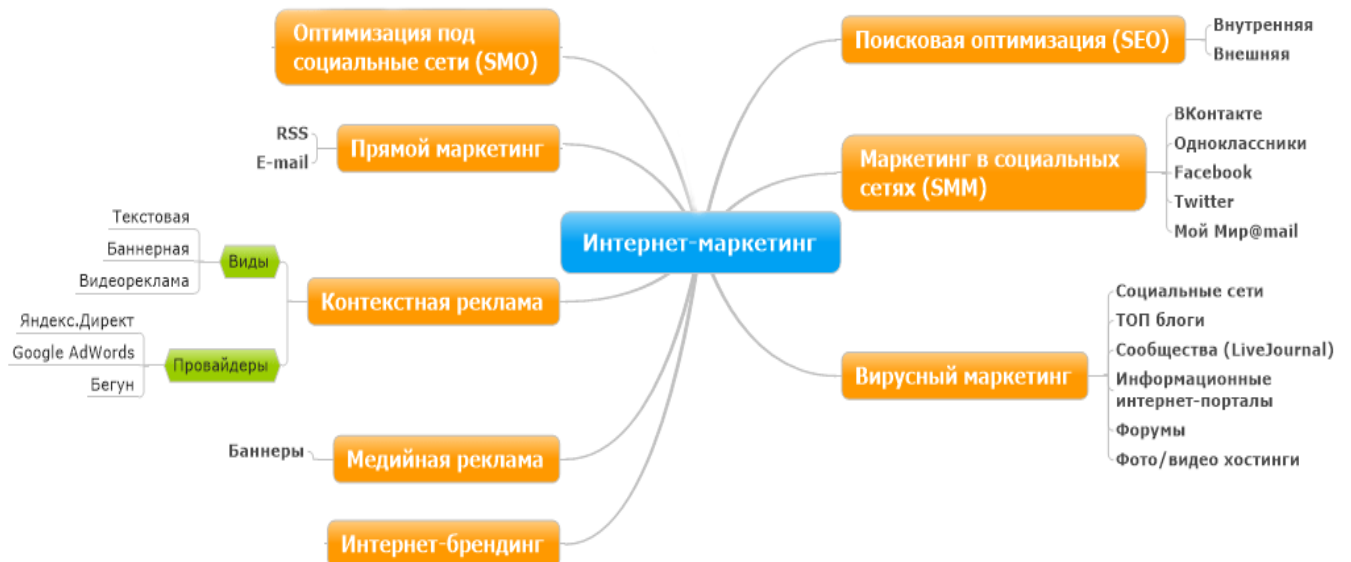 Оптимизация под
социальные сети (SMO)
RSS
E-mail
Прямой маркетинг
Текстовая
Баннерная
Видеореклама
Виды
Яндекс.Директ
Google AdWords
Бегун
Провайдеры
Контекстная реклама
Баннеры
Медийная реклама
Интернет-брендинг
Интернет-маркетинг
Поисковая оптимизация (SEO)
Внутренняя
Внешняя
Маркетинг в социальных
сетях (SMM)
ВКонтакте
Одноклассники
Facebook
Twitter
Мой Мир@mail
Вирусный маркетинг
Социальные сети
ТОП блоги
Сообщества (LiveJournal)
Информационные
интернет-порталы
Форумы
Фото/видео хостинги